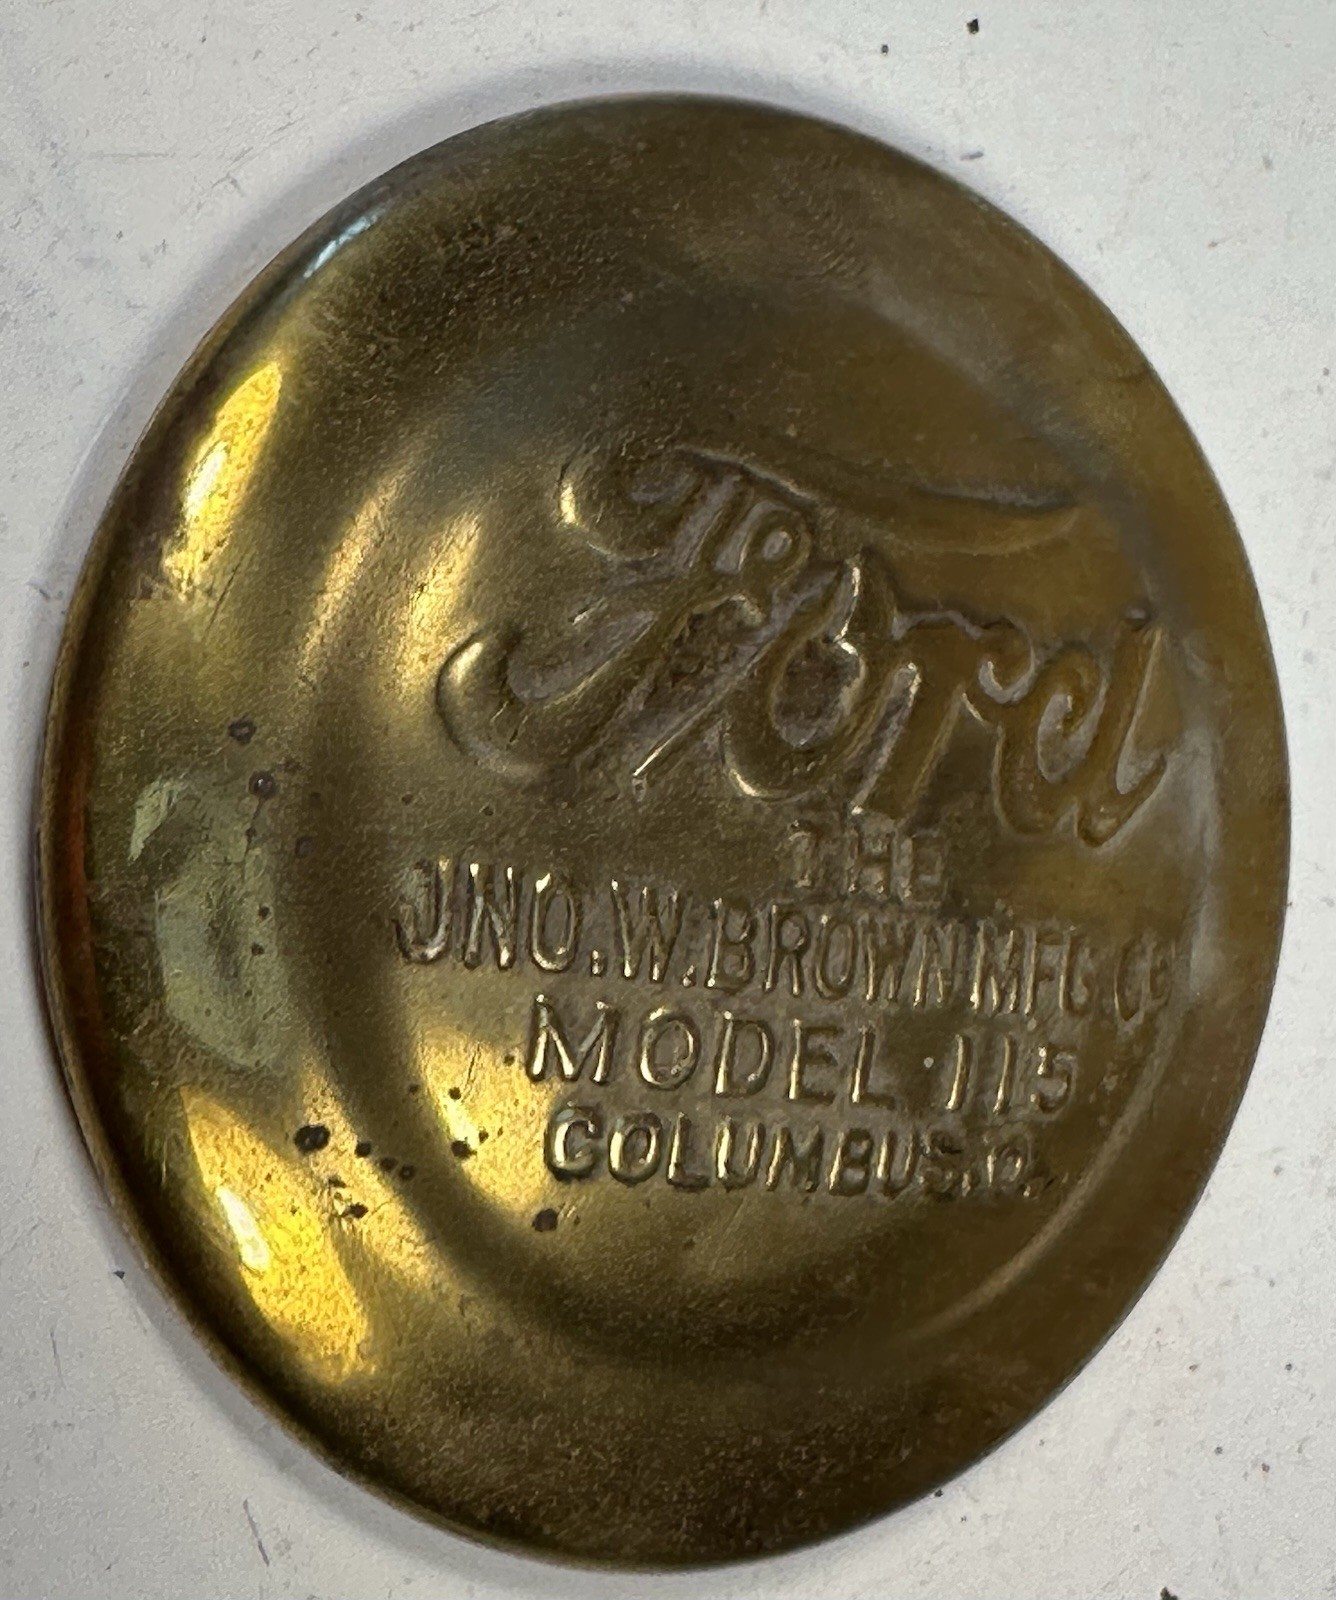 Ford
THE
JNO.W.BROWN MFG.CO
MODEL 115
COLUMBUS.O.